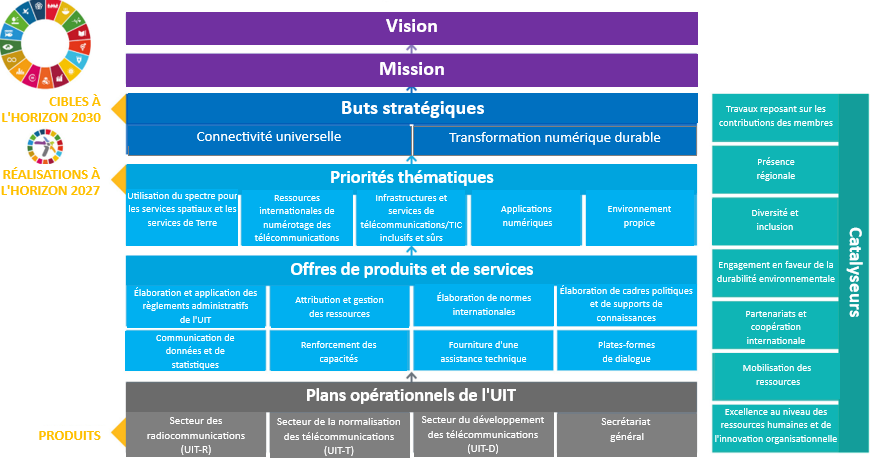 Vision
Mission
CIBLES À
L'HORIZON 2030
Buts stratégiques
Connectivité universelle
Transformation numérique durable
RÉALISATIONS À
L'HORIZON 2027
Priorités thématiques
Utilisation du spectre pour
les services spatiaux et les
services de Terre
Ressources
internationales de
numérotage des
télécommunications
Infrastructures et
services de
télécommunications/TIC
inclusifs et sûrs
Applications
numériques
Environnement
propice
Offres de produits et de services
Élaboration et application des
règlements administratifs
de l'UIT
Attribution et gestion
des ressources
Élaboration de normes
internationales
Élaboration de cadres politiques
et de supports de
connaissances
Communication de
données et de
statistiques
Renforcement des
capacités
Fourniture d'une
assistance technique
Plates-formes
de dialogue
Plans opérationnels de l'UIT
PRODUITS
Secteur des
radiocommunications
(UIT-R)
Secteur de la normalisation
des télécommunications
(UIT-T)
Secteur du développement
des télécommunications
(UIT-D)
Secrétariat
général
Catalyseurs
Travaux reposant sur les
contributions des membres
Présence
régionale
Diversité et
inclusion
Engagement en faveur de la
durabilité environnementale
Partenariats et
coopération
internationale
Mobilisation des
ressources
Excellence au niveau des
ressources humaines et de
l'innovation organisationnelle